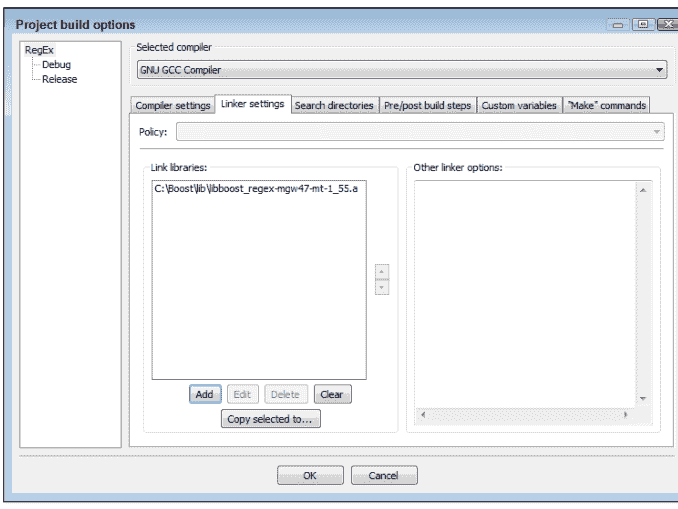 Project build options
RegEx
Debug
Release
Selected compiler
GNU GCC Compiler
Compiler settings
Linker settings
Search directories
Pre/post build steps
Custom variables
"Make" commands
Policy:
Link libraries:
Other linker options:
C:\Boost\lib\libboost_regex-mgw47-mt-1_55.a
Add
Edit
Delete
Clear
Copy selected to...
OK
Cancel